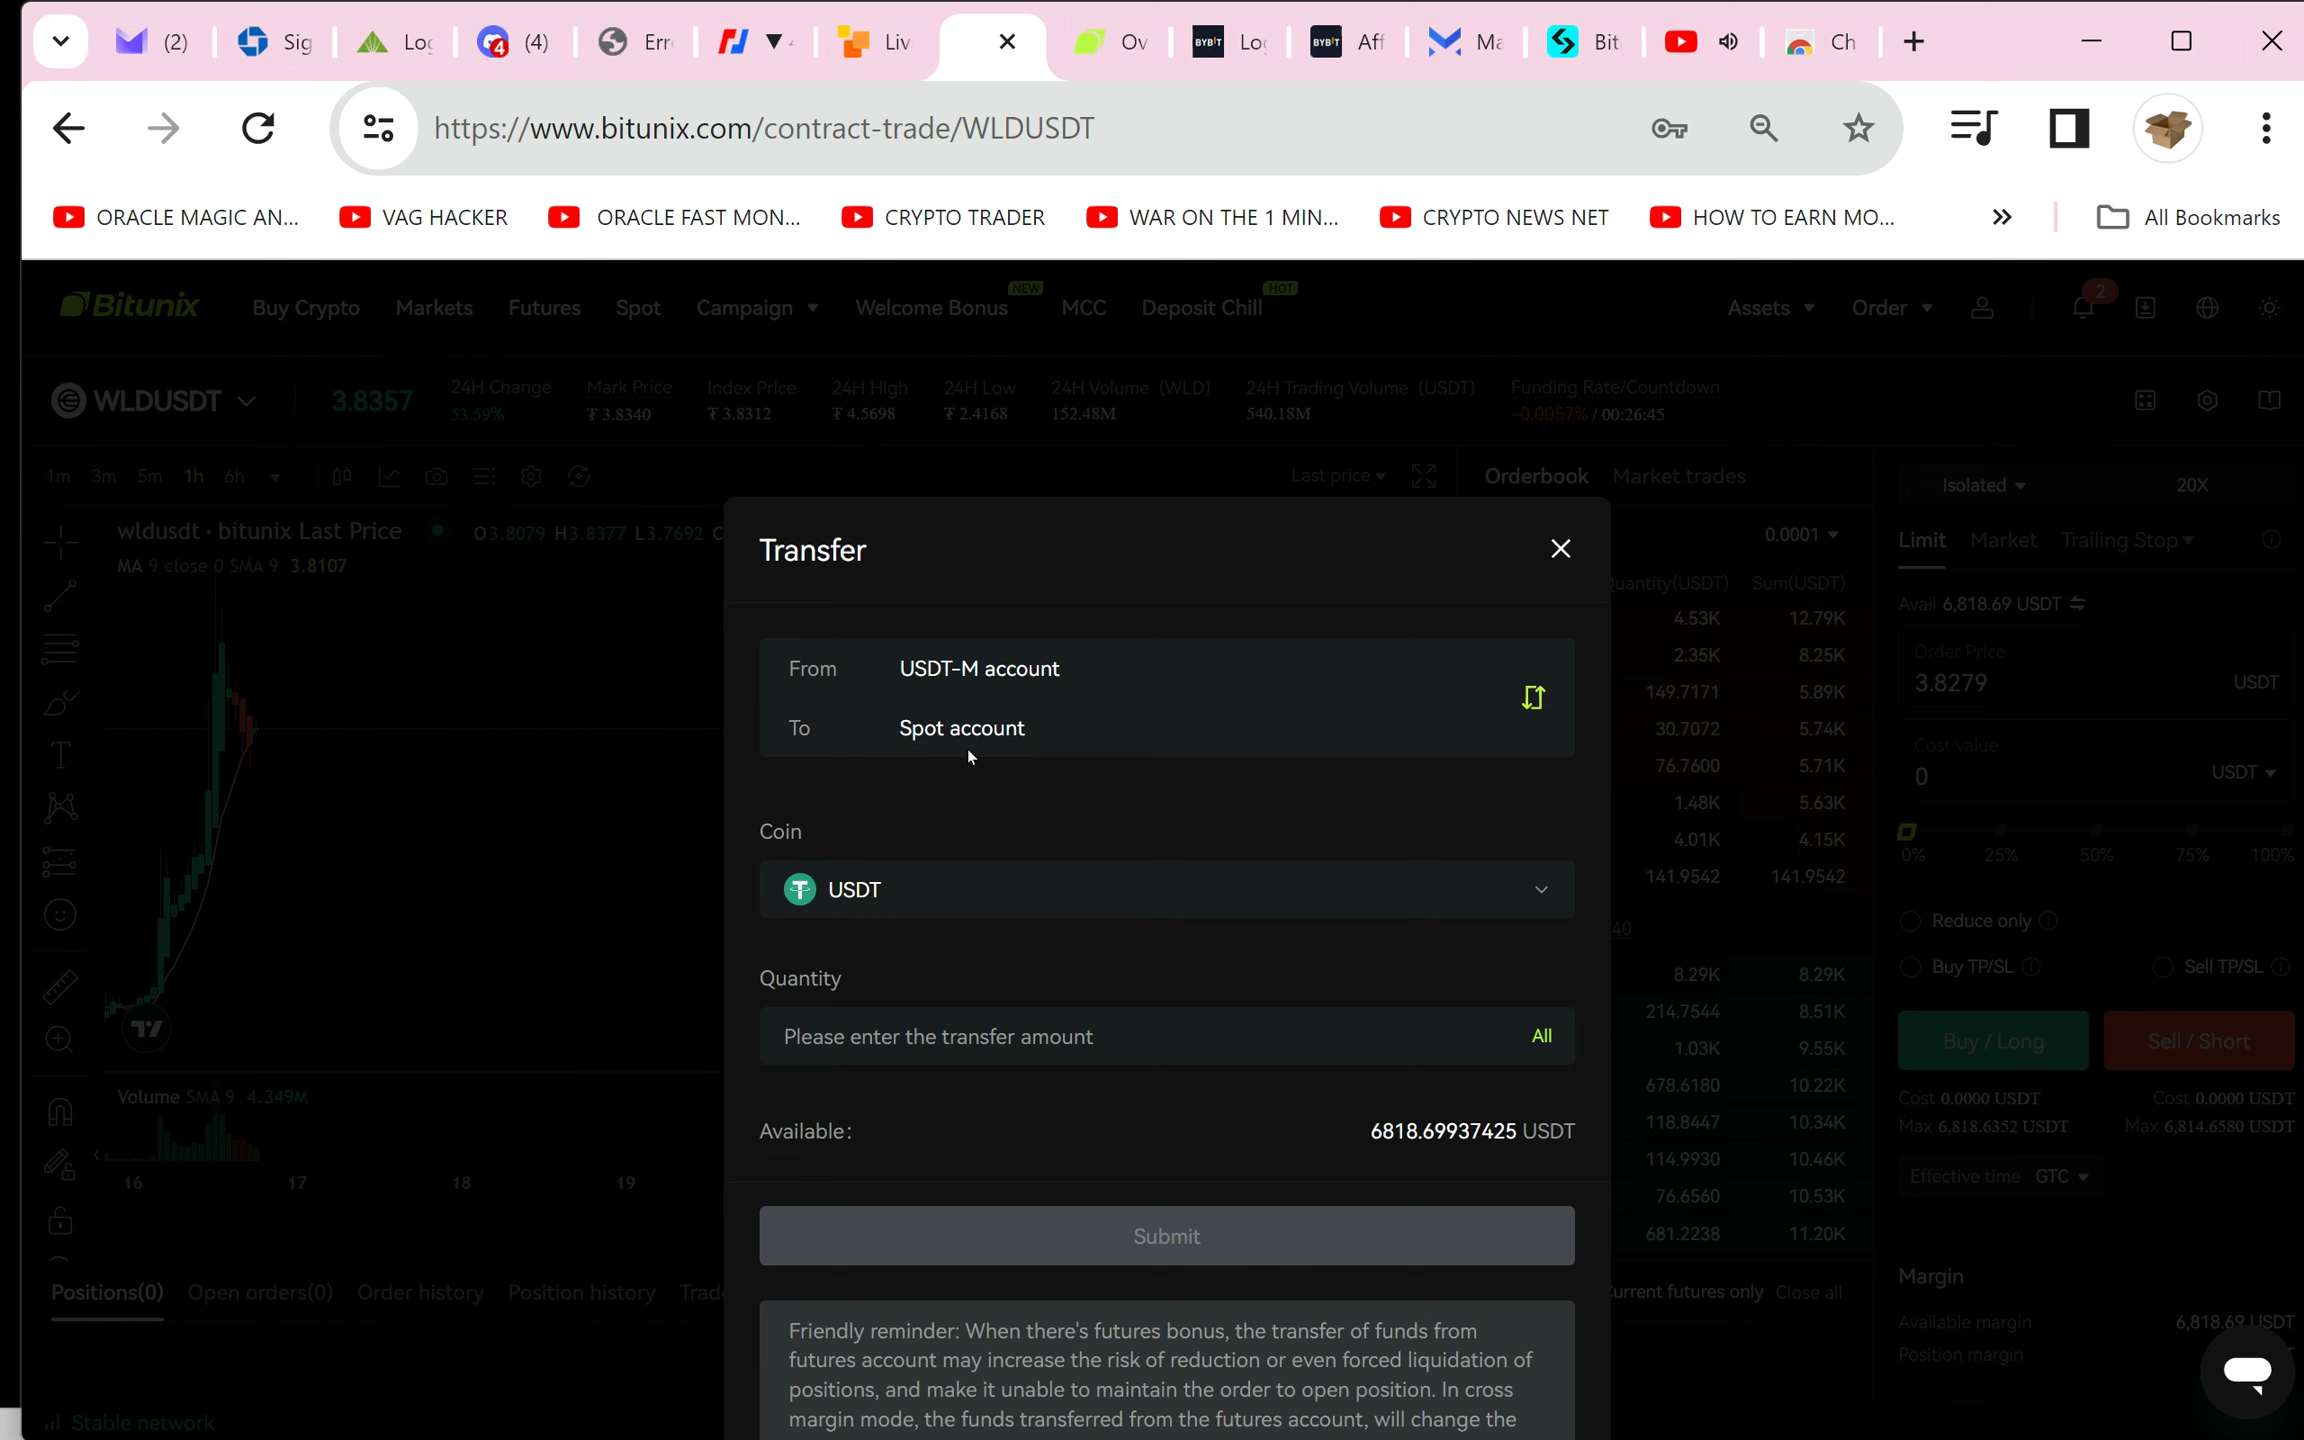 (2)
Sig
Loc
(4)
Err
Liv
Ov
BYBIT
Lo
BYBIT
Aff
Ma
Bit
Ch
https://www.bitunix.com/contract-trade/WLDUSDT
ORACLE MAGIC AN...
VAG HACKER
ORACLE FAST MON...
CRYPTO TRADER
WAR ON THE 1 MIN...
CRYPTO NEWS NET
HOW TO EARN MO...
All Bookmarks
Bitunix
Buy Crypto
Markets
Futures
Spot
Campaign
Welcome Bonus
NEW
MCC
Deposit Chill
HOT
Assets
Order
2
WLDUSDT
3.8357
24H Change
53.59%
Mark Price
₮ 3.8340
Index Price
₮ 3.8312
24H High
₮ 4.5698
24H Low
₮ 2.4168
24H Volume (WLD)
152.48M
24H Trading Volume (USDT)
540.18M
Funding Rate/Countdown
-0.0057% / 00:26:45
1m 3m 5m 1h 6h
Last price
Orderbook Market trades
Isolated
20X
wldusdt · bitunix Last Price
O3.8079 H3.8377 L3.7692 C
MA 9 close 0 SMA 9 3.8107
16 17 18 19
Volume SMA 9 4.349M
Transfer
From USDT-M account
To Spot account
Coin
USDT
Quantity
Please enter the transfer amount
All
Available:
6818.69937425 USDT
Submit
Friendly reminder: When there's futures bonus, the transfer of funds from
futures account may increase the risk of reduction or even forced liquidation of
positions, and make it unable to maintain the order to open position. In cross
margin mode, the funds transferred from the futures account, will change the
0.0001
uantity(USDT) Sum(USDT)
4.53K 12.79K
2.35K 8.25K
149.7171 5.89K
30.7072 5.74K
76.7600 5.71K
1.48K 5.63K
4.01K 4.15K
141.9542 141.9542
40
8.29K 8.29K
214.7544 8.51K
1.03K 9.55K
678.6180 10.22K
118.8447 10.34K
114.9930 10.46K
76.6560 10.53K
681.2238 11.20K
Limit Market Trailing Stop
Avail 6,818.69 USDT
Order Price
3.8279 USDT
Cost value
0 USDT
0% 25% 50% 75% 100%
Reduce only
Buy TP/SL
Sell TP/SL
Buy / Long
Sell / Short
Cost 0.0000 USDT
Cost 0.0000 USDT
Max 6,818.6352 USDT
Max 6,814.6580 USDT
Effective time GTC
Margin
Available margin 6,818.69 USDT
Position margin
Positions(0) Open orders(0) Order history Position history Trad
urrent futures only Close all
Stable network